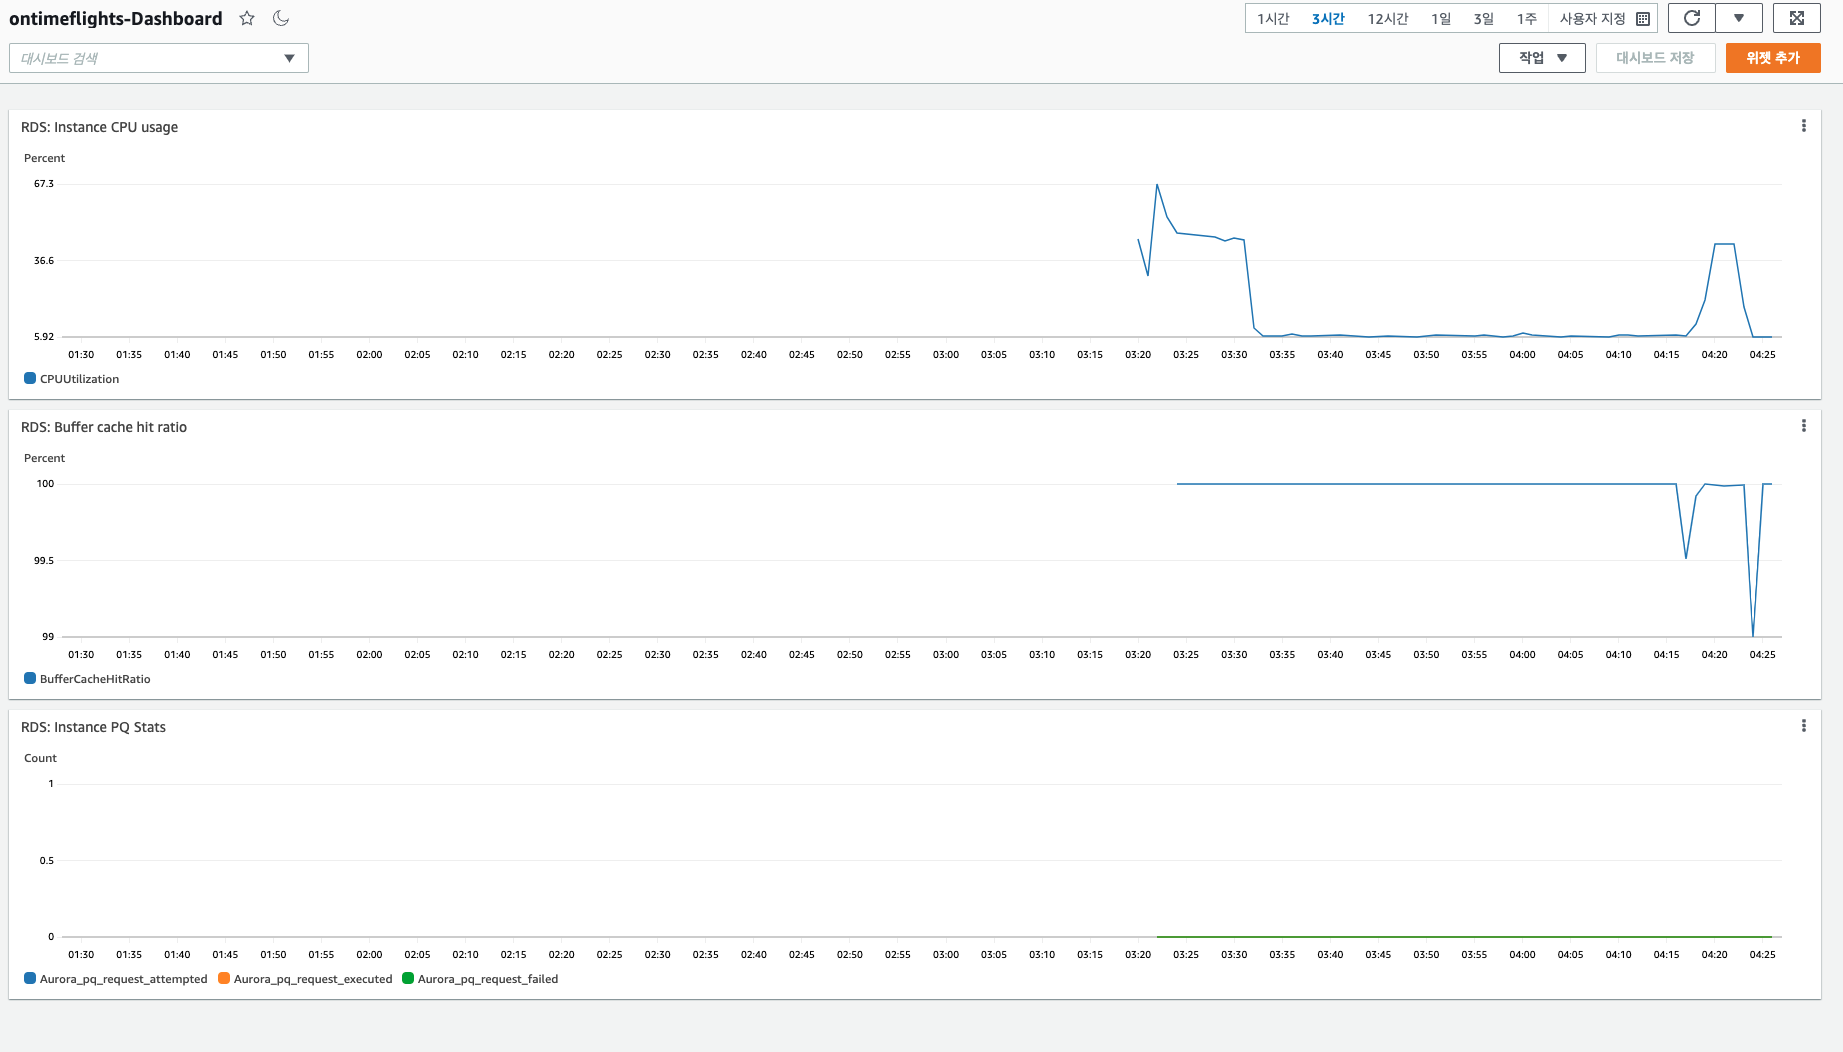 ontimeflights-Dashboard
1시간 3시간 12시간 1일 3일 1주 사용자 지정
대시보드 검색
작업 대시보드 저장 위젯 추가
RDS: Instance CPU usage
Percent
67.3
36.6
5.92
01:30 01:35 01:40 01:45 01:50 01:55 02:00 02:05 02:10 02:15 02:20 02:25 02:30 02:35 02:40 02:45 02:50 02:55 03:00 03:05 03:10 03:15 03:20 03:25 03:30 03:35 03:40 03:45 03:50 03:55 04:00 04:05 04:10 04:15 04:20 04:25
CPUUtilization
RDS: Buffer cache hit ratio
Percent
100
99.5
99
01:30 01:35 01:40 01:45 01:50 01:55 02:00 02:05 02:10 02:15 02:20 02:25 02:30 02:35 02:40 02:45 02:50 02:55 03:00 03:05 03:10 03:15 03:20 03:25 03:30 03:35 03:40 03:45 03:50 03:55 04:00 04:05 04:10 04:15 04:20 04:25
BufferCacheHitRatio
RDS: Instance PQ Stats
Count
1
0.5
0
01:30 01:35 01:40 01:45 01:50 01:55 02:00 02:05 02:10 02:15 02:20 02:25 02:30 02:35 02:40 02:45 02:50 02:55 03:00 03:05 03:10 03:15 03:20 03:25 03:30 03:35 03:40 03:45 03:50 03:55 04:00 04:05 04:10 04:15 04:20 04:25
Aurora_pq_request_attempted Aurora_pq_request_executed Aurora_pq_request_failed